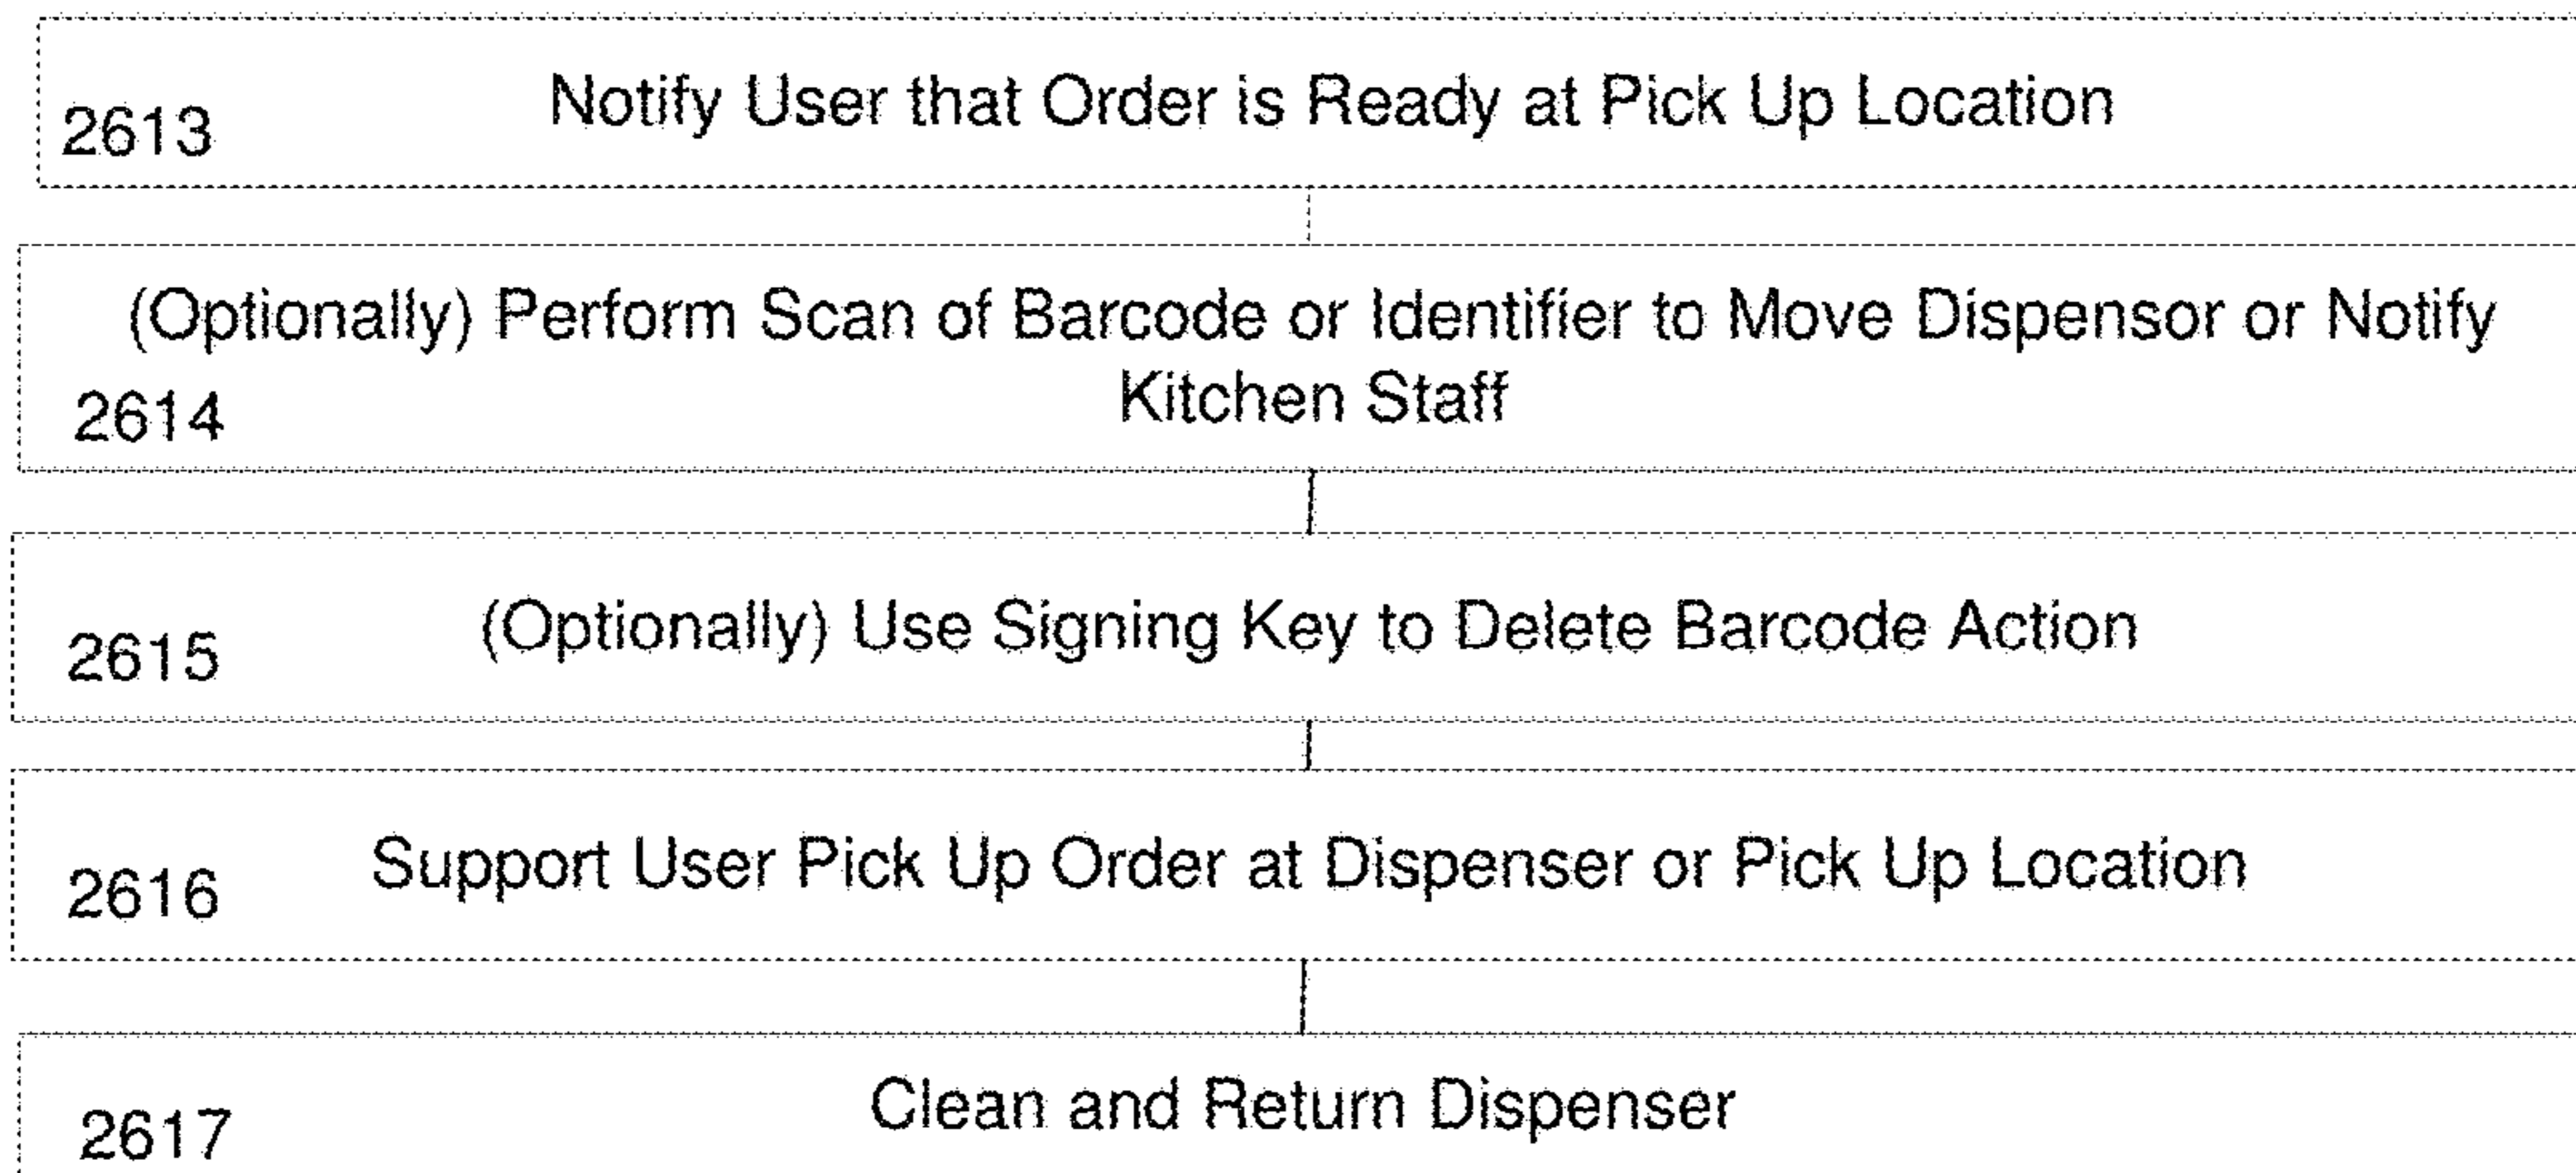 Notify User that Order is Ready at Pick Up Location
2613
(Optionally) Perform Scan of Barcode or Identifier to Move Dispensor or Notify
Kitchen Staff
2614
(Optionally) Use Signing Key to Delete Barcode Action
2615
Support User Pick Up Order at Dispenser or Pick Up Location
2616
Clean and Return Dispenser
2617